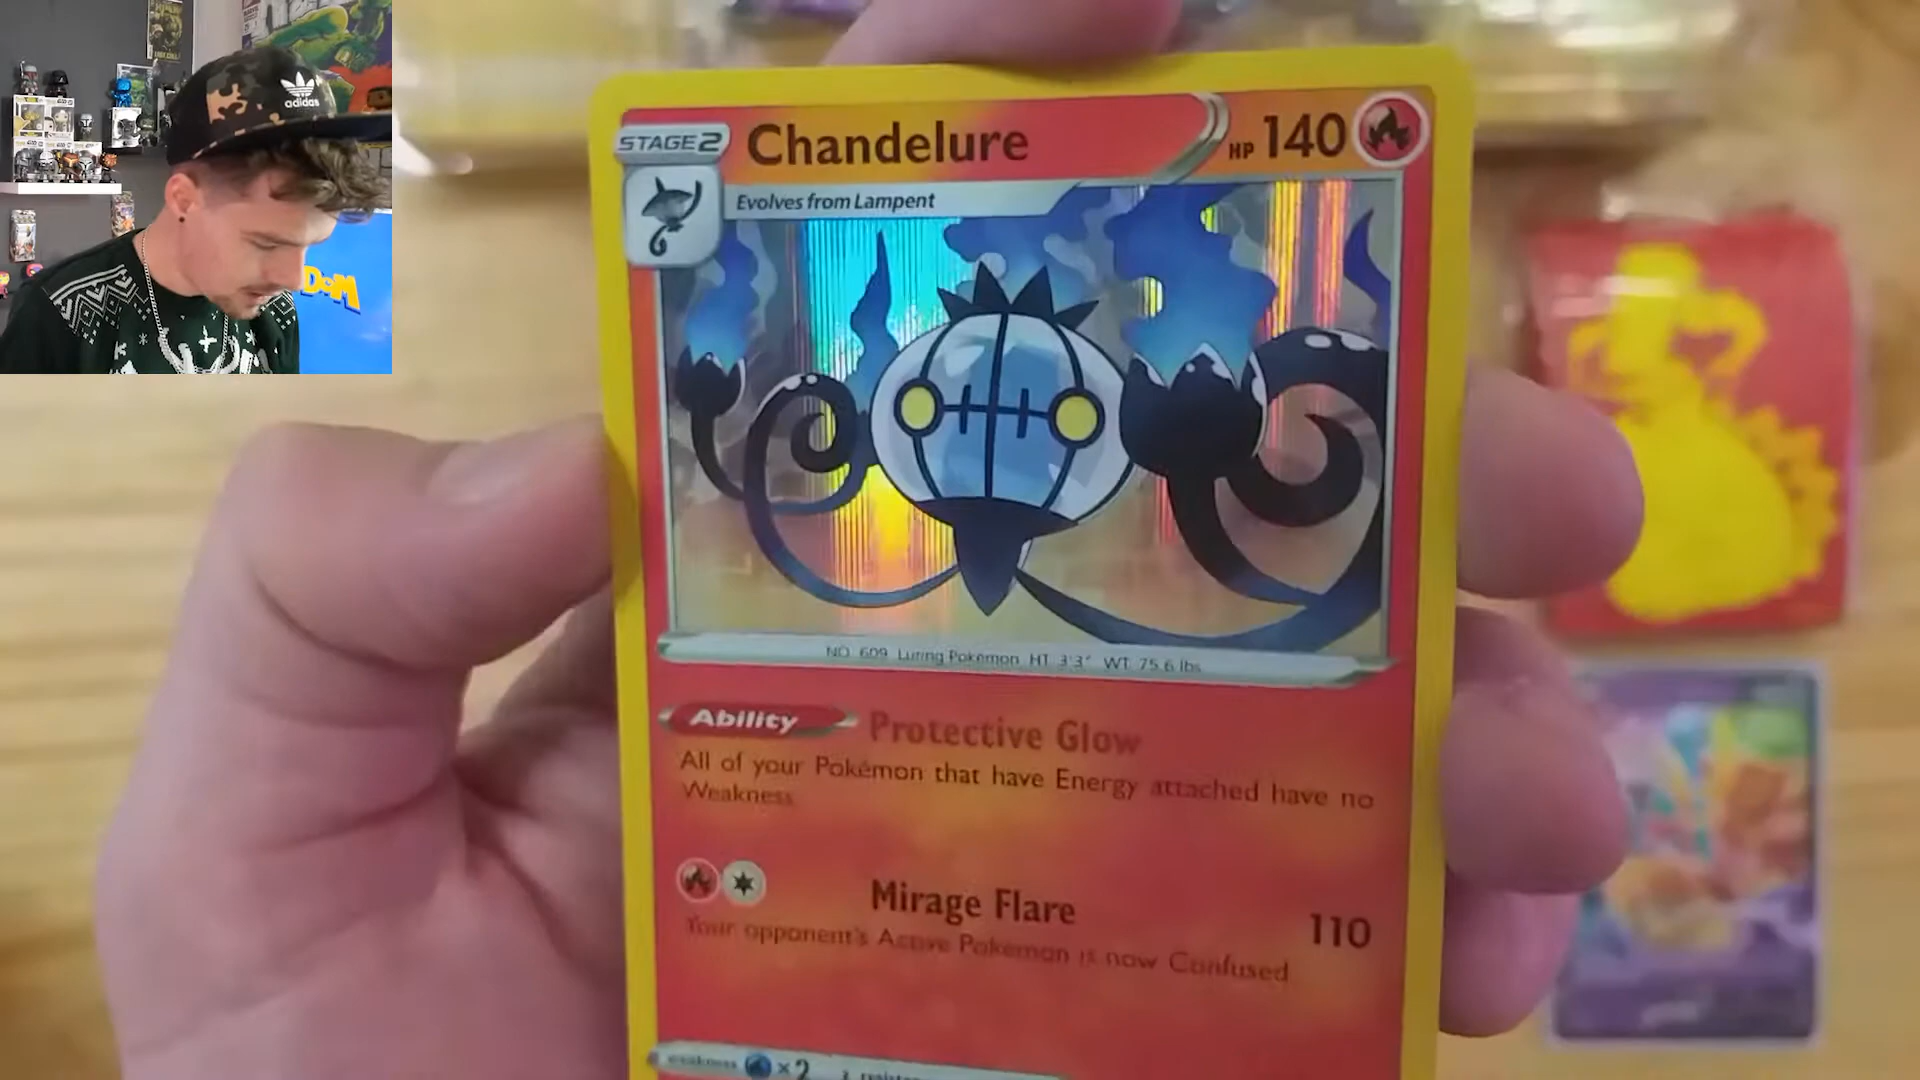 adidas
DOM
STAGE2
Chandelure
HP 140
Evolves from Lampent
NO. 609 Luring Pokémon HT 3'3" WT 75.6 lbs
Ability Protective Glow
All of your Pokémon that have Energy attached have no
Weakness
Mirage Flare 110
Your opponent's Active Pokémon is now Confused
weakness ×2